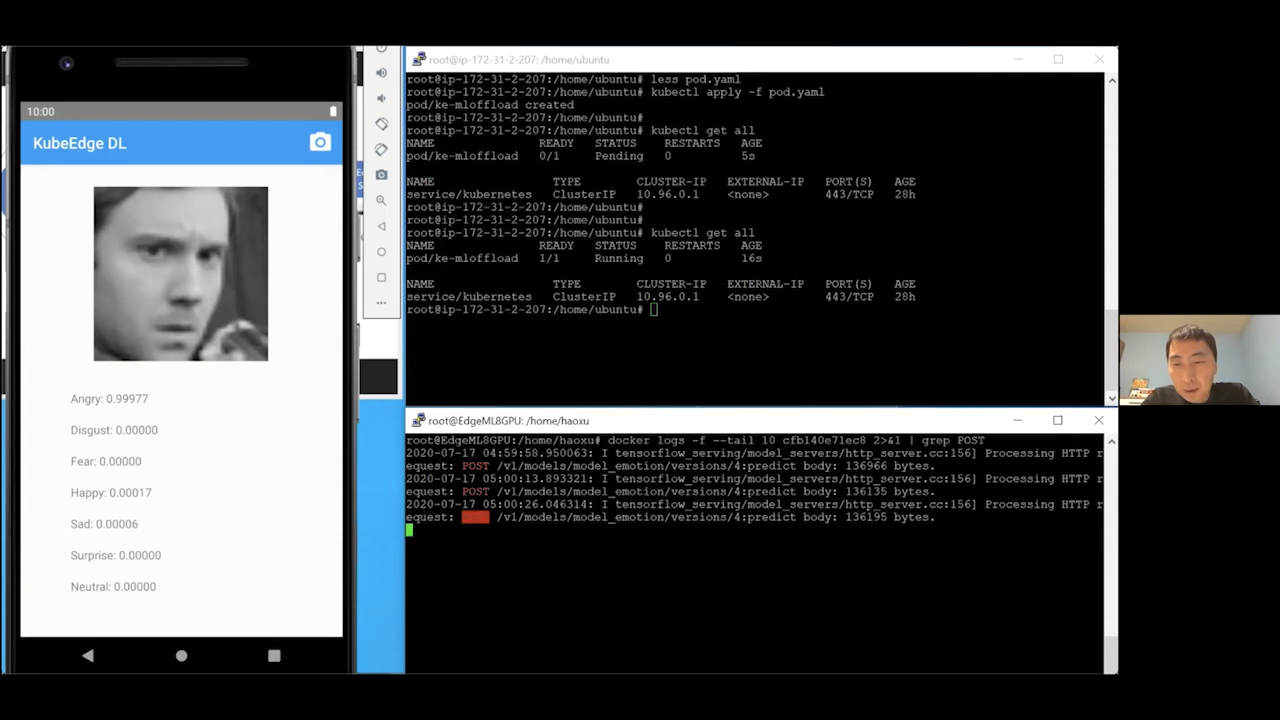 10:00
KubeEdge DL
Angry: 0.99977
Disgust: 0.00000
Fear: 0.00000
Happy: 0.00017
Sad: 0.00006
Surprise: 0.00000
Neutral: 0.00000
root@ip-172-31-2-207: /home/ubuntu
root@ip-172-31-2-207:/home/ubuntu# less pod.yaml
root@ip-172-31-2-207:/home/ubuntu# kubectl apply -f pod.yaml
pod/ke-mloffload created
root@ip-172-31-2-207:/home/ubuntu#
root@ip-172-31-2-207:/home/ubuntu# kubectl get all
NAME READY STATUS RESTARTS AGE
pod/ke-mloffload 0/1 Pending 0 5s
NAME TYPE CLUSTER-IP EXTERNAL-IP PORT(S) AGE
service/kubernetes ClusterIP 10.96.0.1 <none> 443/TCP 28h
root@ip-172-31-2-207:/home/ubuntu#
root@ip-172-31-2-207:/home/ubuntu#
root@ip-172-31-2-207:/home/ubuntu# kubectl get all
NAME READY STATUS RESTARTS AGE
pod/ke-mloffload 1/1 Running 0 16s
NAME TYPE CLUSTER-IP EXTERNAL-IP PORT(S) AGE
service/kubernetes ClusterIP 10.96.0.1 <none> 443/TCP 28h
root@ip-172-31-2-207:/home/ubuntu#
root@EdgeML8GPU: /home/haoxu
root@EdgeML8GPU:/home/haoxu# docker logs -f --tail 10 cfb140e71ec8 2>&1 | grep POST
2020-07-17 04:59:58.950063: I tensorflow_serving/model_servers/http_server.cc:156] Processing HTTP r
equest: POST /v1/models/model_emotion/versions/4:predict body: 136966 bytes.
2020-07-17 05:00:13.893321: I tensorflow_serving/model_servers/http_server.cc:156] Processing HTTP r
equest: POST /v1/models/model_emotion/versions/4:predict body: 136135 bytes.
2020-07-17 05:00:26.046314: I tensorflow_serving/model_servers/http_server.cc:156] Processing HTTP r
equest: /v1/models/model_emotion/versions/4:predict body: 136195 bytes.